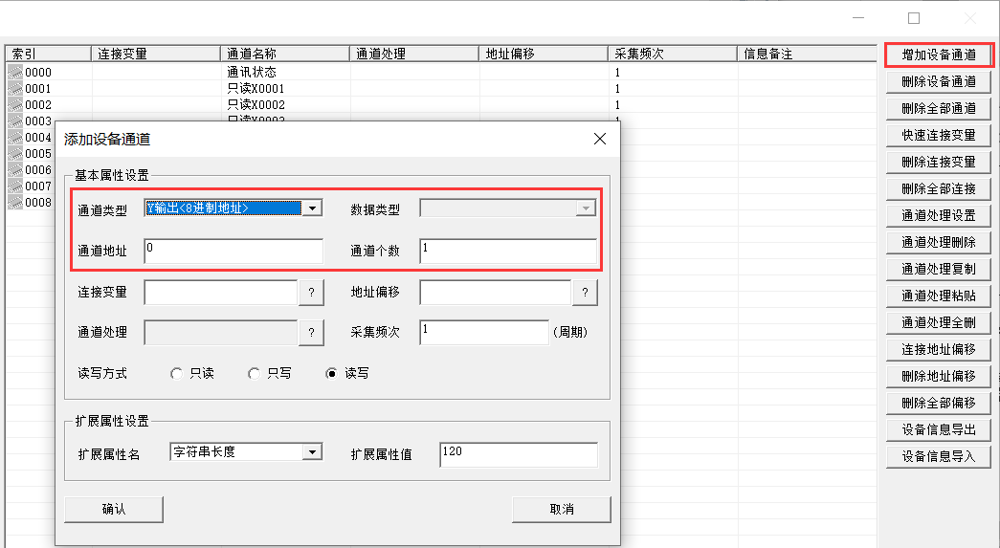 索引 连接变量 通道名称 通道处理 地址偏移 采集频次 信息备注
0000 通讯状态 1
0001 只读X0001 1
0002 只读X0002 1
0003 只读X0003 1
0004
0005
0006
0007
0008
添加设备通道
基本属性设置
通道类型 Y输出<8进制地址> 数据类型
通道地址 0 通道个数 1
连接变量 ? 地址偏移 ?
通道处理 ? 采集频次 1 (周期)
读写方式 只读 只写 读写
扩展属性设置
扩展属性名 字符串长度 扩展属性值 120
确认 取消
增加设备通道
删除设备通道
删除全部通道
快速连接变量
删除连接变量
删除全部连接
通道处理设置
通道处理删除
通道处理复制
通道处理粘贴
通道处理全删
连接地址偏移
删除地址偏移
删除全部偏移
设备信息导出
设备信息导入